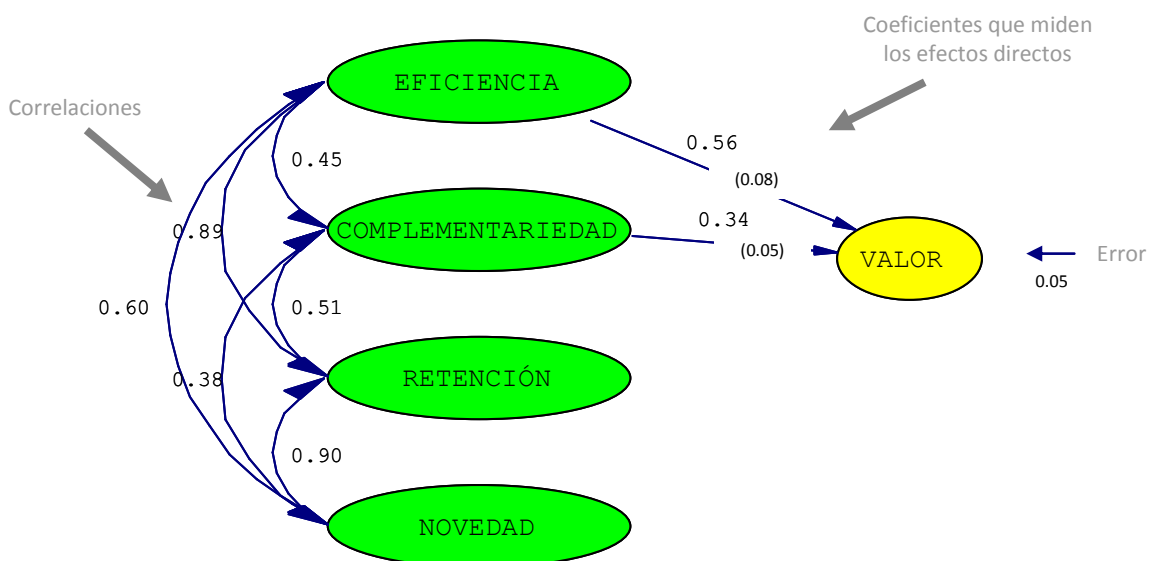 Coeficientes que miden
los efectos directos
Correlaciones
EFICIENCIA
0.56
0.45
(0.08)
0.34
0.89
COMPLEMENTARIEDAD
(0.05)
VALOR
Error
0.05
0.60
0.51
0.38
RETENCIÓN
0.90
NOVEDAD